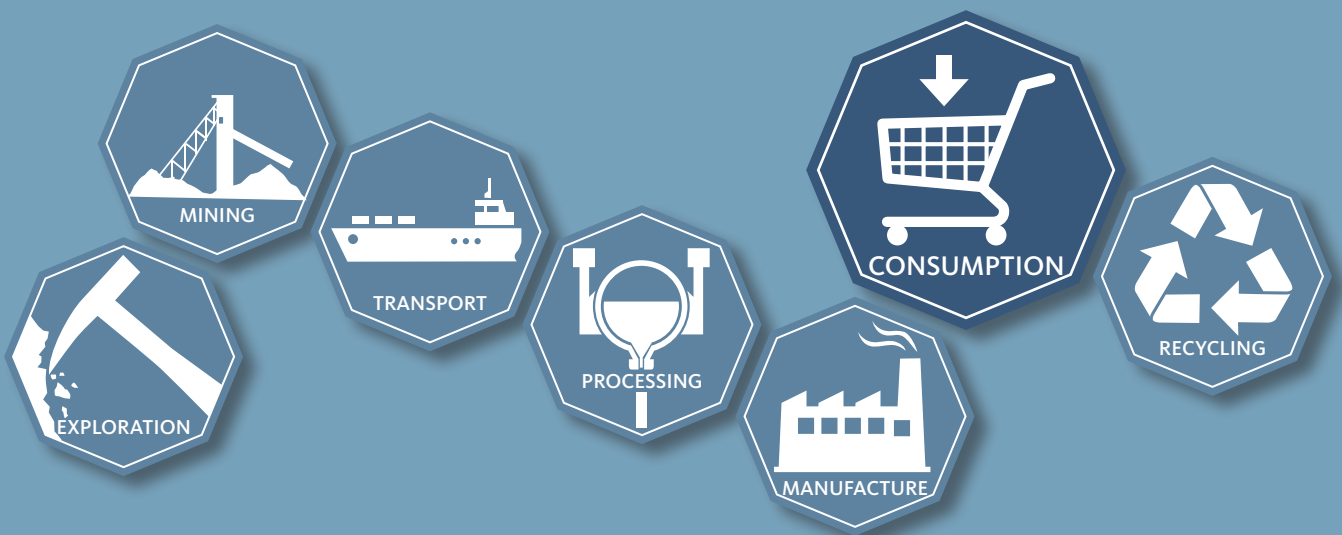 EXPLORATION
MINING
TRANSPORT
PROCESSING
MANUFACTURE
CONSUMPTION
RECYCLING